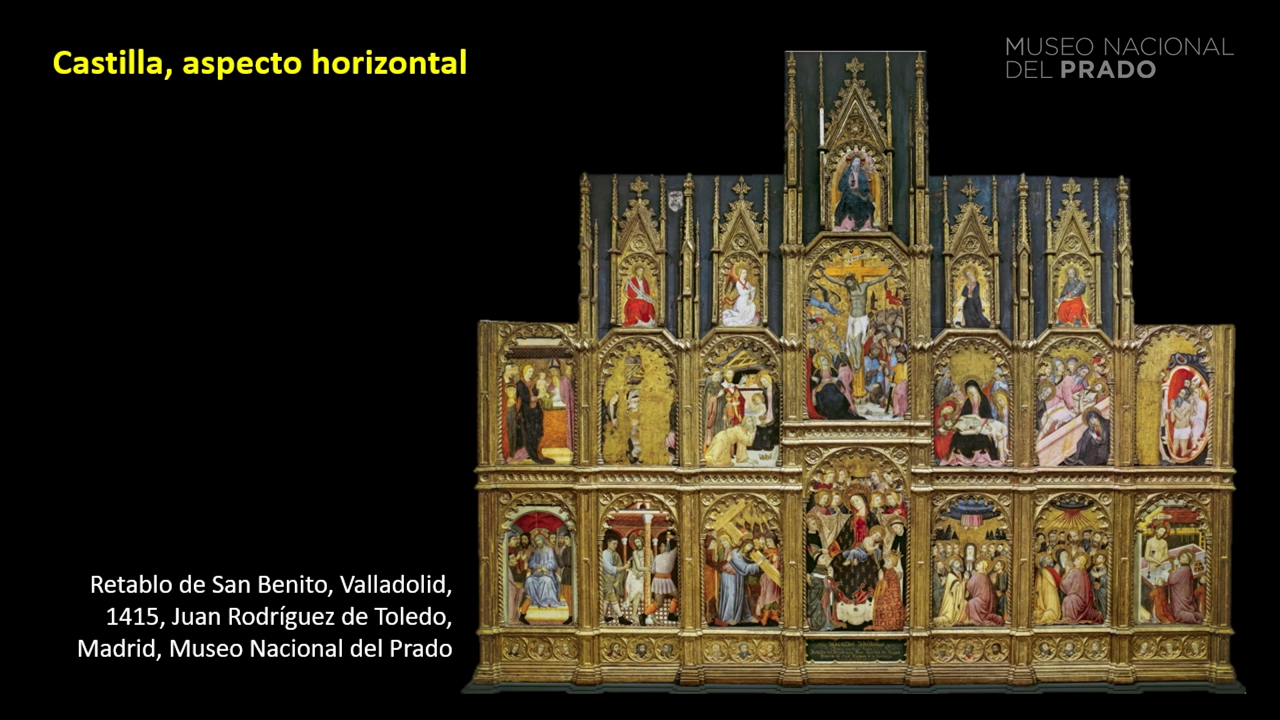 Castilla, aspecto horizontal
MUSEO NACIONAL
DEL PRADO
Retablo de San Benito, Valladolid,
1415, Juan Rodríguez de Toledo,
Madrid, Museo Nacional del Prado